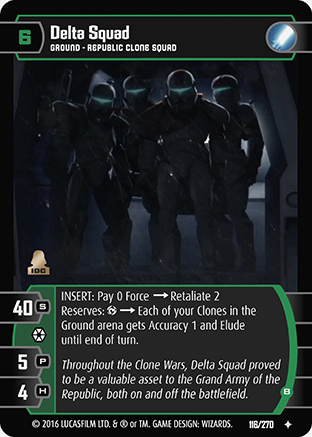 6
Delta Squad
GROUND - REPUBLIC CLONE SQUAD
IDC
40 S
INSERT: Pay 0 Force → Retaliate 2
Reserves: → Each of your Clones in the
Ground arena gets Accuracy 1 and Elude
until end of turn.
5 P
4 H
Throughout the Clone Wars, Delta Squad proved
to be a valuable asset to the Grand Army of the
Republic, both on and off the battlefield.
B
© 2016 LUCASFILM LTD. & ® or TM. GAME DESIGN: WIZARDS.
116/270